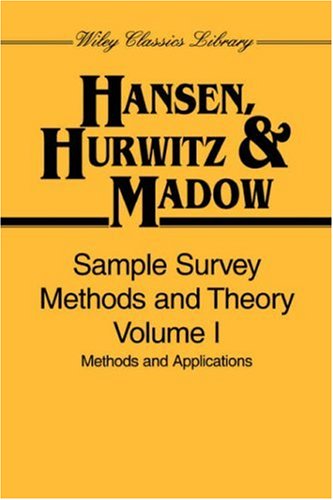 Wiley Classics Library
HANSEN,
HURWITZ &
MADOW
Sample Survey
Methods and Theory
Volume I
Methods and Applications